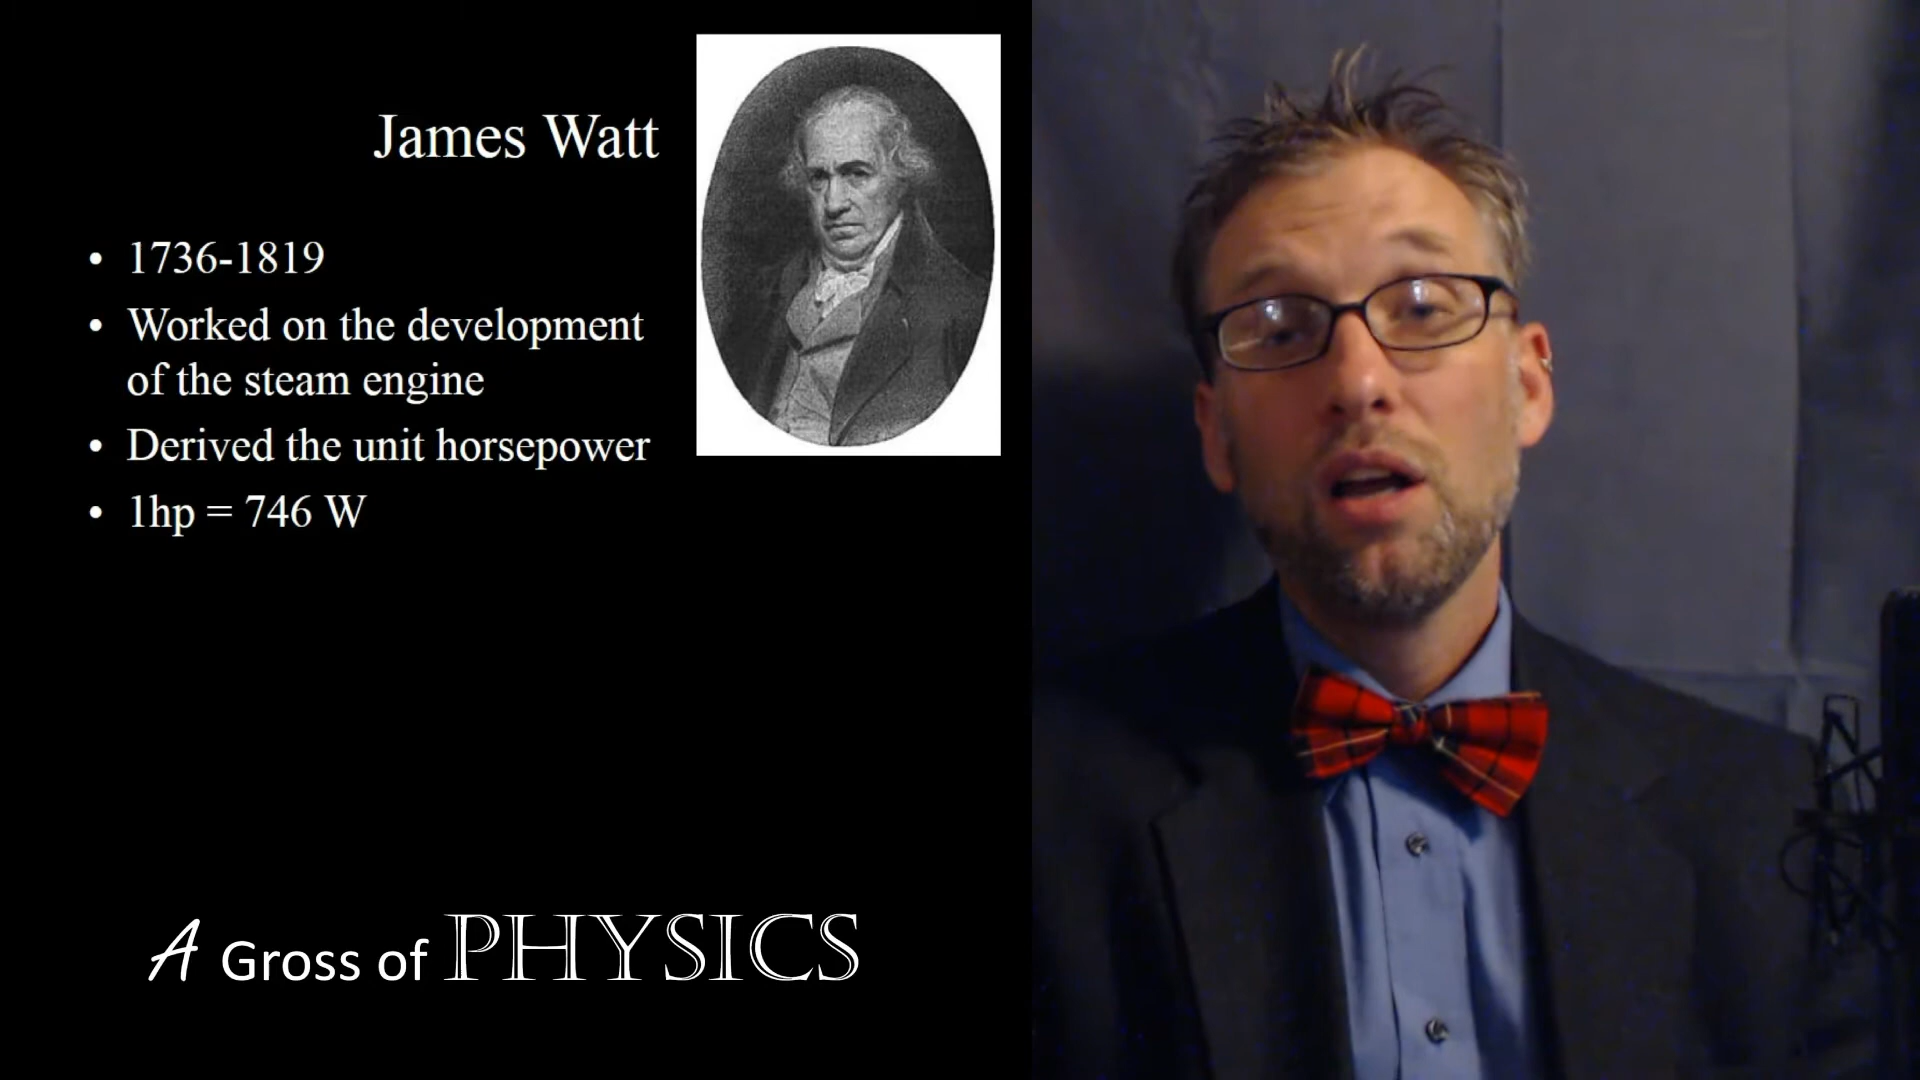 James Watt
• 1736-1819
• Worked on the development
of the steam engine
• Derived the unit horsepower
• 1hp = 746 W
A Gross of PHYSICS